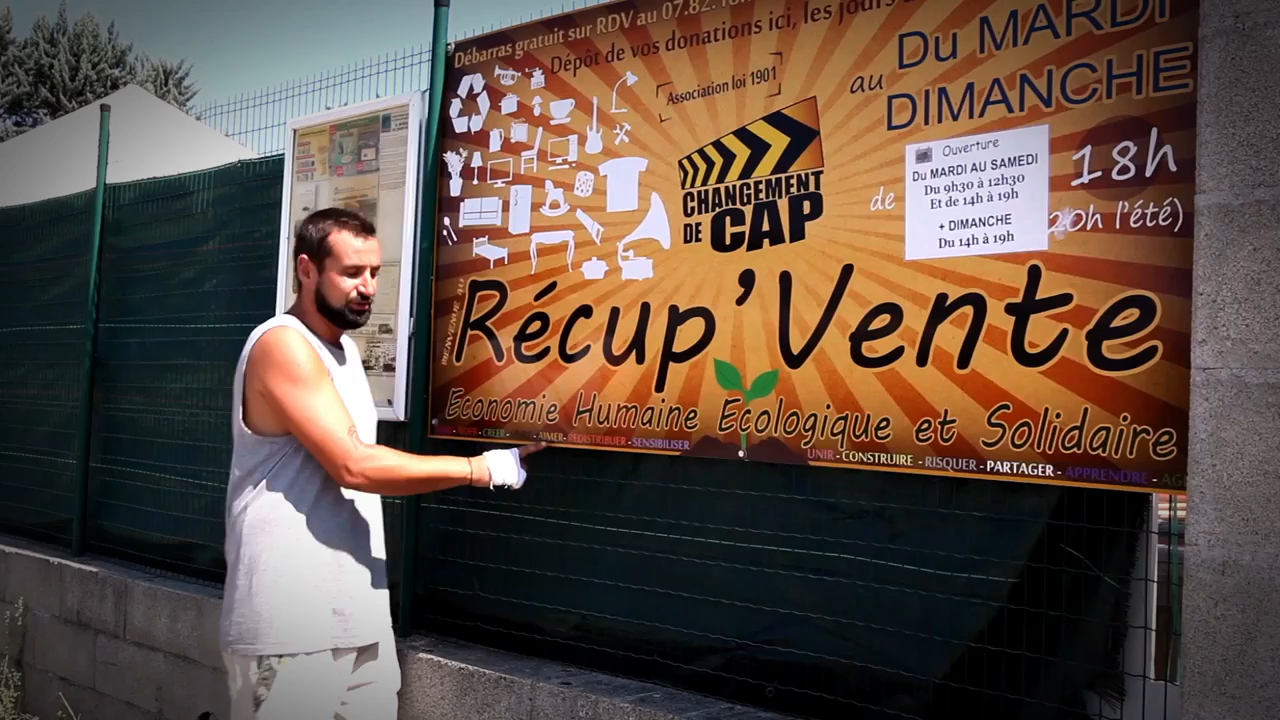 Débarras gratuit sur RDV au 07.82.
Dépôt de vos donations ici, les jours
Association loi 1901
CHANGEMENT
DE CAP
Du MARDI
au DIMANCHE
de 18h
20h l'été)
Ouverture
DU MARDI AU SAMEDI
Du 9h30 à 12h30
Et de 14h à 19h
+ DIMANCHE
Du 14h à 19h
BIENVENUE AU
Récup'Vente
Economie Humaine Ecologique et Solidaire
CREER - AIMER - REDISTRIBUER - SENSIBILISER
UNIR - CONSTRUIRE - RISQUER - PARTAGER - APPRENDRE -